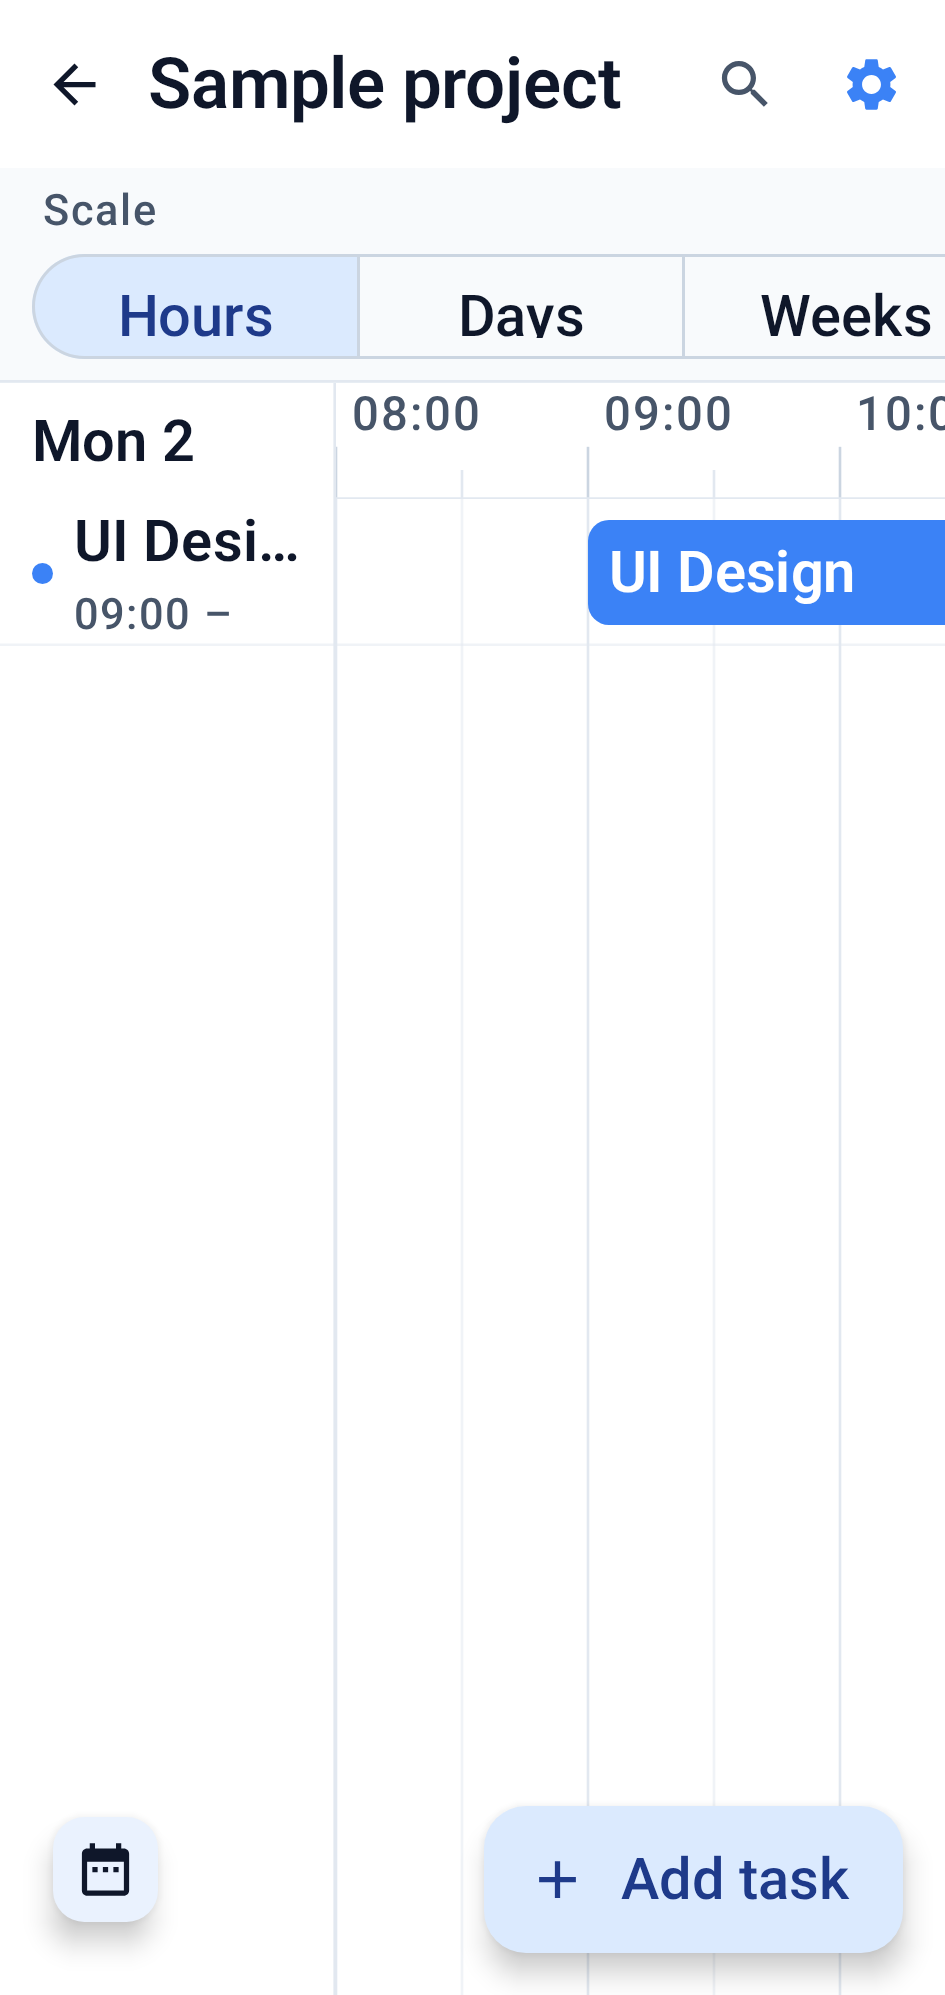 Sample project
Scale
Hours
Days
Weeks
08:00
09:00
Mon 2
UI Desi...
09:00 –
UI Design
Add task